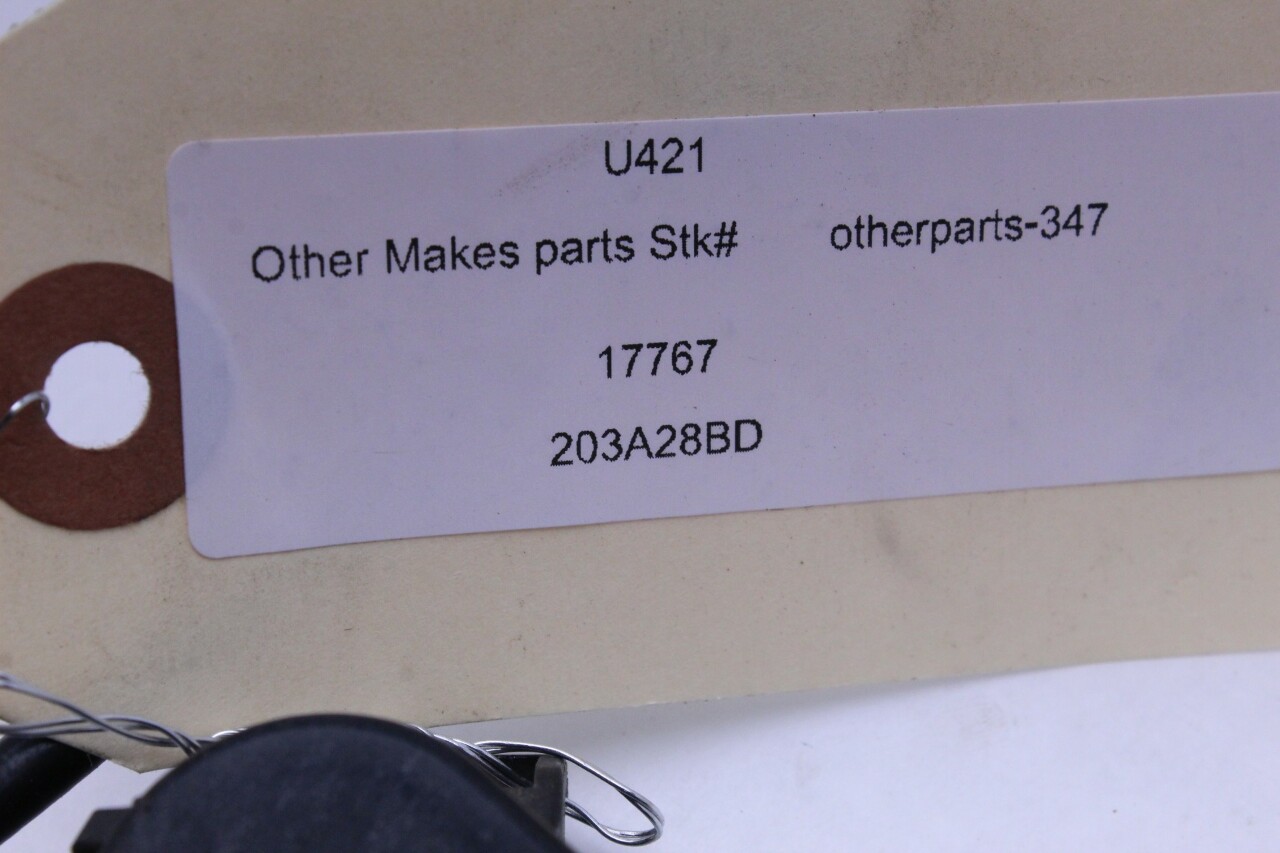 U421
Other Makes parts Stk# otherparts-347
17767
203A28BD